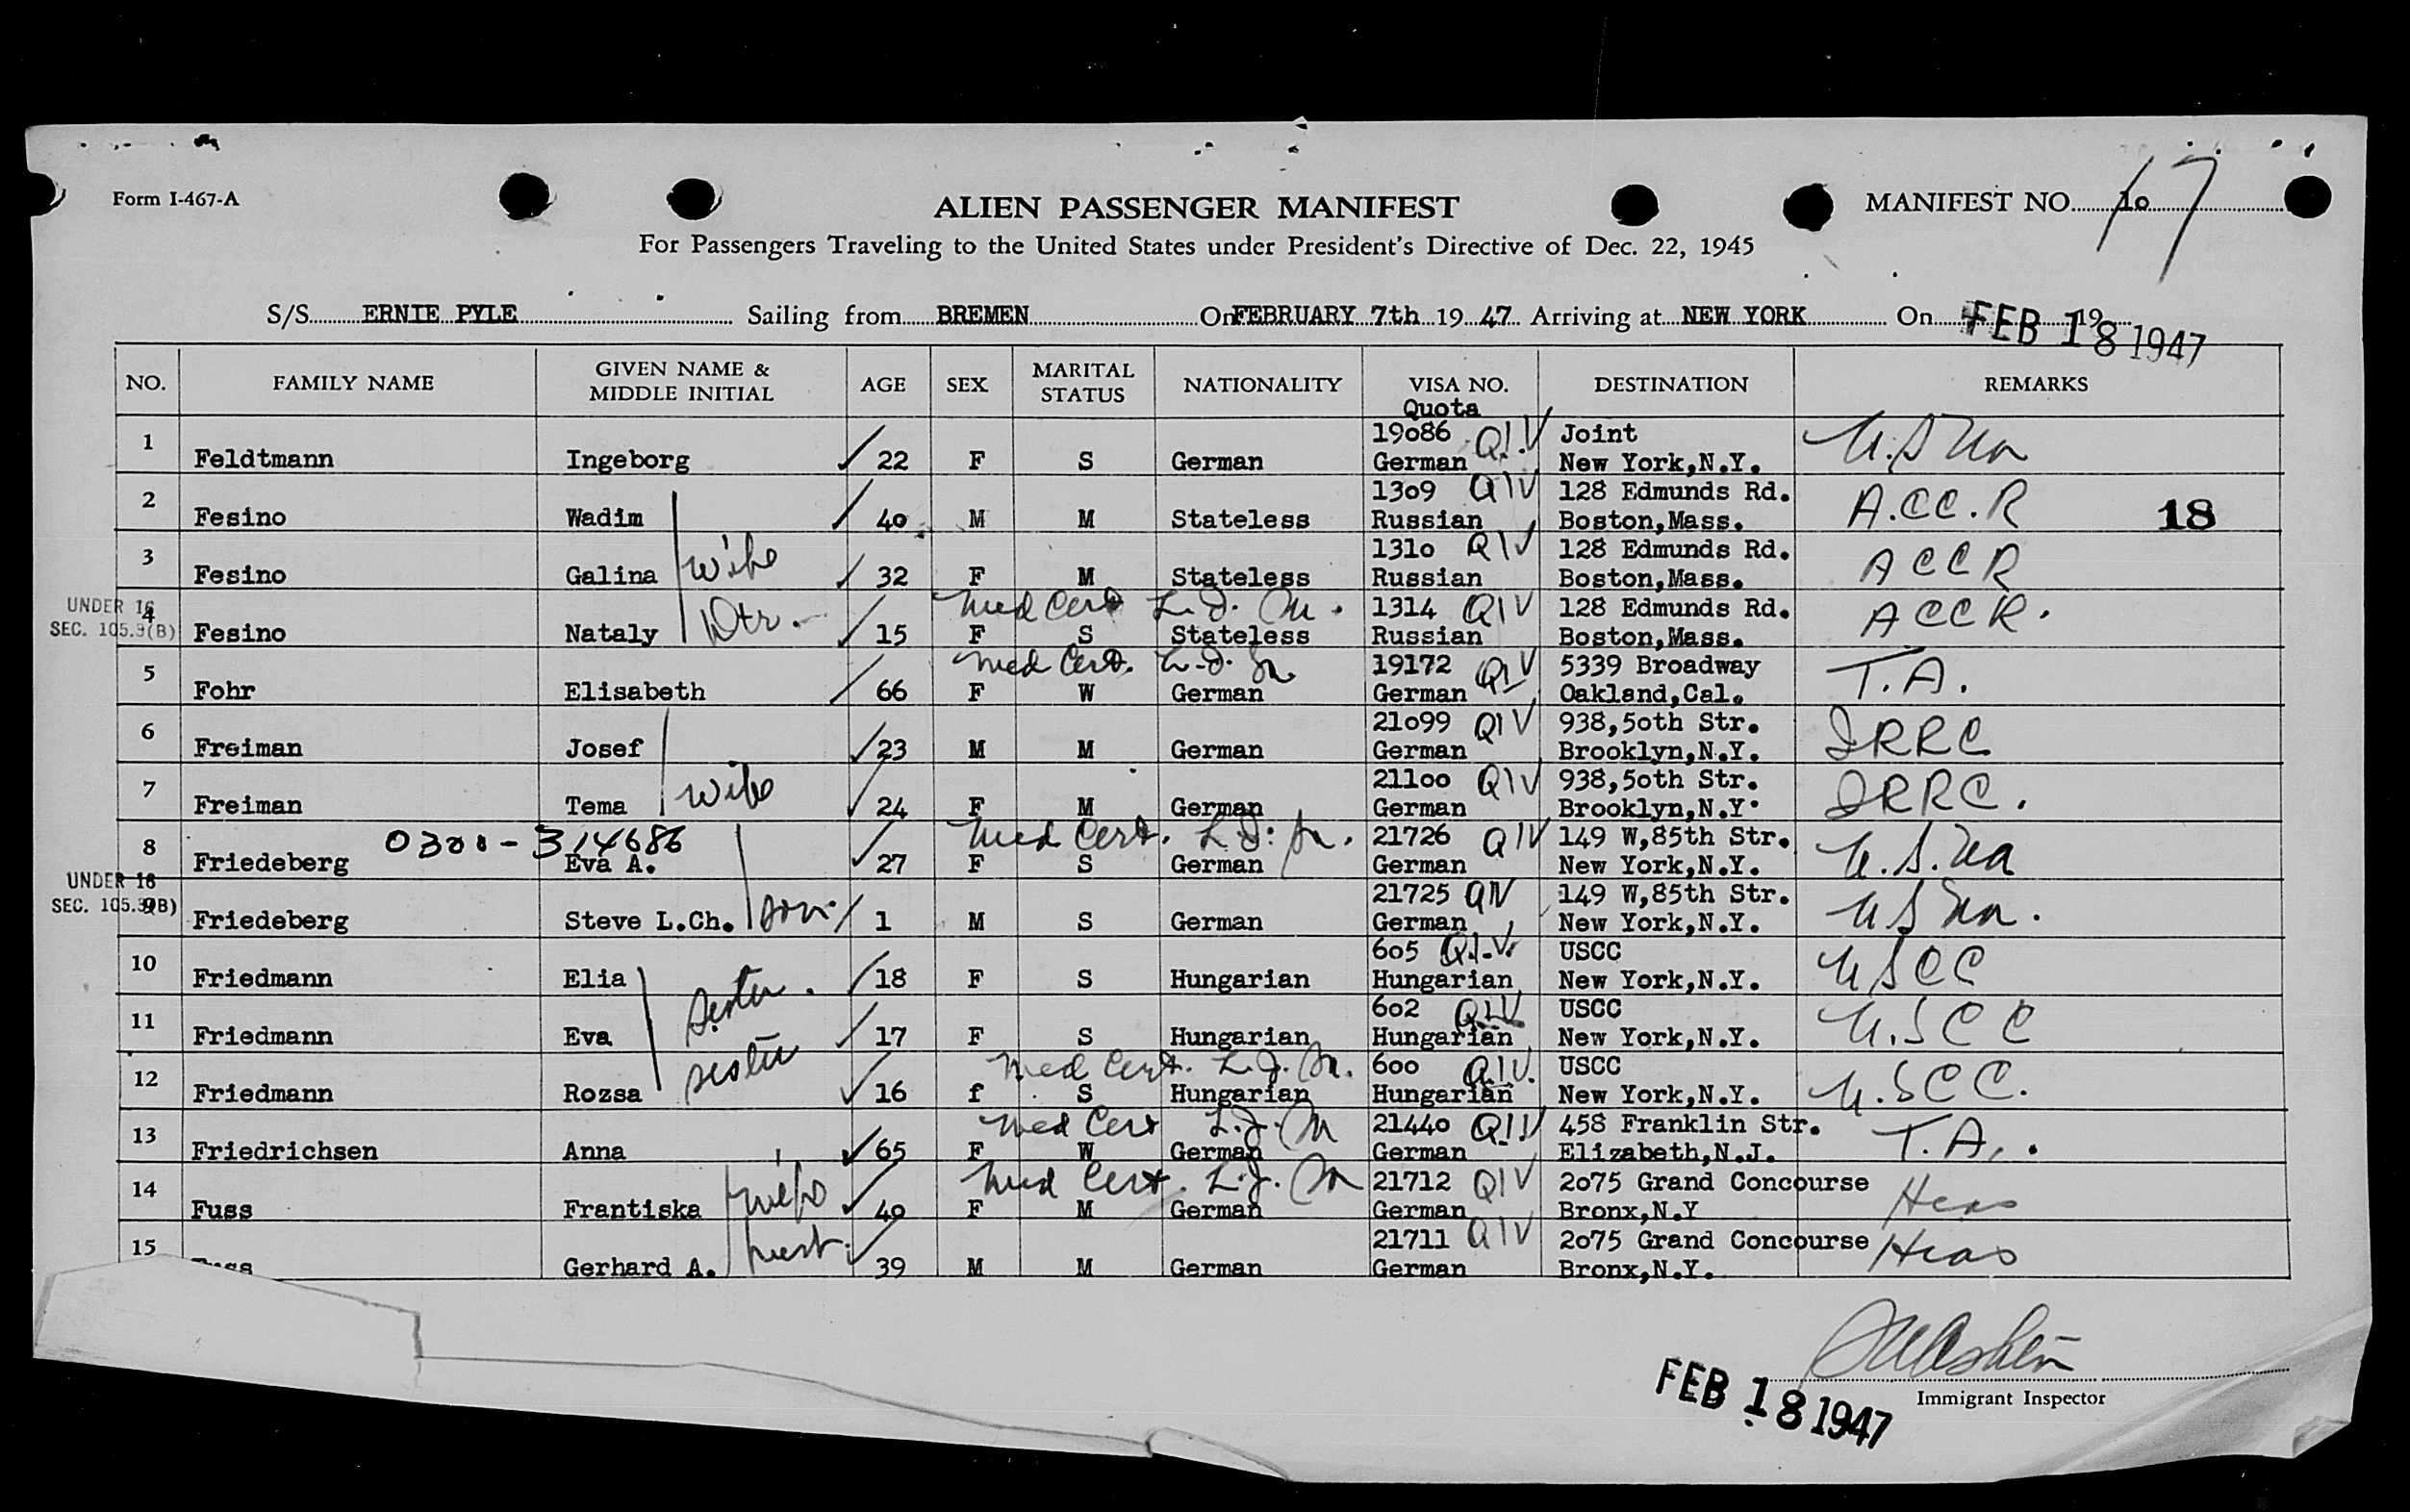 Form I-467-A
ALIEN PASSENGER MANIFEST
MANIFEST NO. 10 17
For Passengers Traveling to the United States under President's Directive of Dec. 22, 1945
S/S ERNIE PYLE Sailing from BREMEN On FEBRUARY 7th 19 47 Arriving at NEW YORK On 19
FEB 18 1947
NO. FAMILY NAME GIVEN NAME & MIDDLE INITIAL AGE SEX MARITAL STATUS NATIONALITY VISA NO. DESTINATION REMARKS
Quota
1 19086 QIV Joint
Feldtmann Ingeborg 22 F S German German New York,N.Y.
2 1309 QIV 128 Edmunds Rd. A.CC.R 18
Fesino Wadim 40 M M Stateless Russian Boston,Mass.
3 wife 1310 QIV 128 Edmunds Rd. ACCR
Fesino Galina 32 F M Stateless Russian Boston,Mass.
UNDER 16
4 Dtr. Med Cert L.J.M. 1314 QIV 128 Edmunds Rd. ACCR.
SEC. 105.3(B)
Fesino Nataly 15 F S Stateless Russian Boston,Mass.
5 Med Cert. L.J.M. 19172 QIV 5339 Broadway T.A.
Fohr Elisabeth 66 F W German German Oakland,Cal.
6 21099 QIV 938,50th Str. IRRC
Freiman Josef 23 M M German German Brooklyn,N.Y.
7 wife 21100 QIV 938,50th Str. IRRC.
Freiman Tema 24 F M German German Brooklyn,N.Y.
0300-314686
8 Med Cert. L.J.M. 21726 QIV 149 W,85th Str.
Friedeberg Eva A. 27 F S German German New York,N.Y.
UNDER 16
9 son 21725 QIV 149 W,85th Str.
SEC. 105.3(B)
Friedeberg Steve L.Ch. 1 M S German German New York,N.Y.
10 605 QIV USCC USCC
Friedmann Elia 18 F S Hungarian Hungarian New York,N.Y.
11 sister 602 QIV USCC U.SCC
Friedmann Eva 17 F S Hungarian Hungarian New York,N.Y.
12 sister Med Cert. L.J.M. 600 QIV. USCC U.SCC.
Friedmann Rozsa 16 f S Hungarian Hungarian New York,N.Y.
13 Med Cert L.J.M 21440 QIV 458 Franklin Str. T.A.
Friedrichsen Anna 65 F W German German Elizabeth,N.J.
14 wife Med Cert. L.J.M 21712 QIV 2075 Grand Concourse Hias
Fuss Frantiska 40 F M German German Bronx,N.Y
15 21711 QIV 2075 Grand Concourse Hias
Gerhard A. 39 M M German German Bronx,N.Y.
Immigrant Inspector
FEB 18 1947